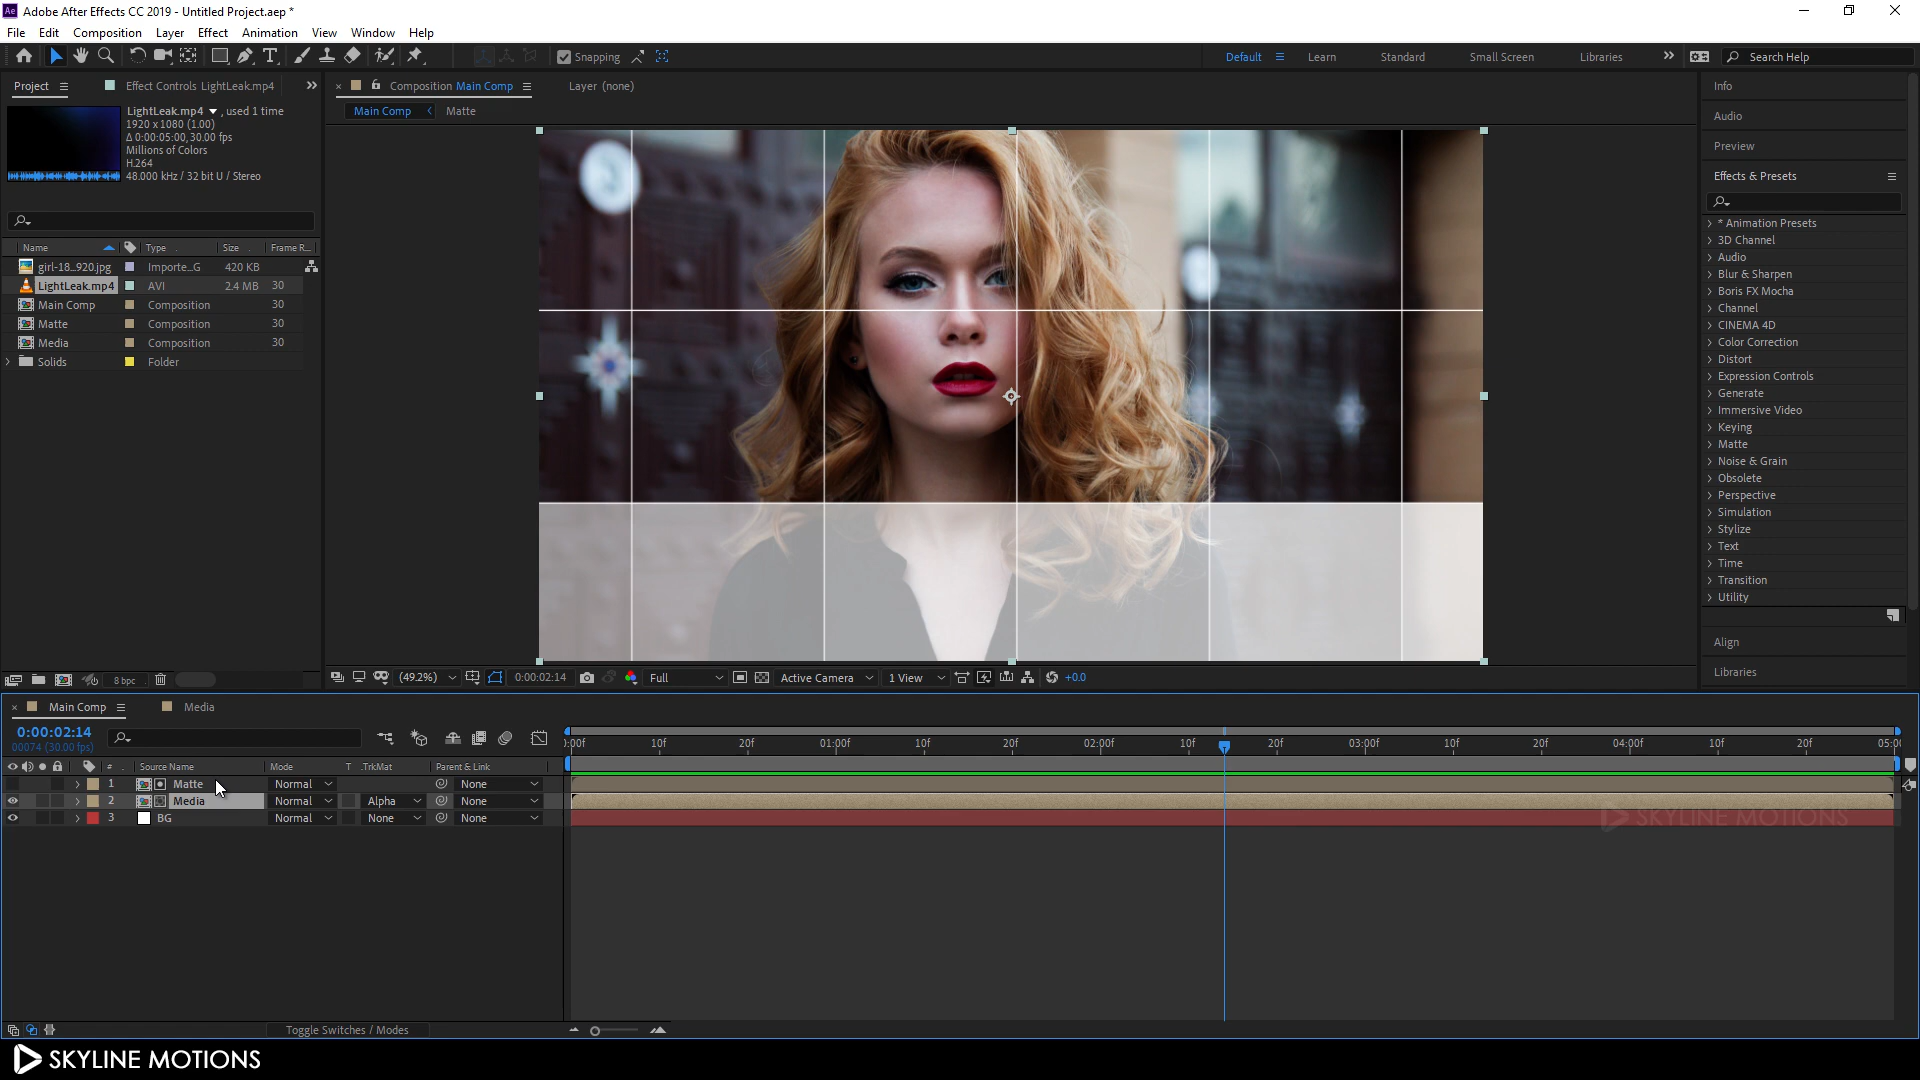 Adobe After Effects CC 2019 - Untitled Project.aep *
File Edit Composition Layer Effect Animation View Window Help
Snapping
Default Learn Standard Small Screen Libraries Search Help
Project Effect Controls LightLeak.mp4
LightLeak.mp4 , used 1 time
1920 x 1080 (1.00)
Δ 0:00:05:00, 30.00 fps
Millions of Colors
H.264
48.000 kHz / 32 bit U / Stereo
Name Type Size Frame R...
girl-18...920.jpg Importe...G 420 KB
LightLeak.mp4 AVI 2.4 MB 30
Main Comp Composition 30
Matte Composition 30
Media Composition 30
Solids Folder
8 bpc
Composition Main Comp Layer (none)
Main Comp Matte
(49.2%) 0:00:02:14 Full Active Camera 1 View +0.0
Info
Audio
Preview
Effects & Presets
* Animation Presets
3D Channel
Audio
Blur & Sharpen
Boris FX Mocha
Channel
CINEMA 4D
Color Correction
Distort
Expression Controls
Generate
Immersive Video
Keying
Matte
Noise & Grain
Obsolete
Perspective
Simulation
Stylize
Text
Time
Transition
Utility
Align
Libraries
Main Comp Media
0:00:02:14
00074 (30.00 fps)
):00f 10f 20f 01:00f 10f 20f 02:00f 10f 20f 03:00f 10f 20f 04:00f 10f 20f 05:00
# Source Name Mode T .TrkMat Parent & Link
1 Matte Normal None
2 Media Normal Alpha None
3 BG Normal None None
SKYLINE MOTIONS
Toggle Switches / Modes
SKYLINE MOTIONS